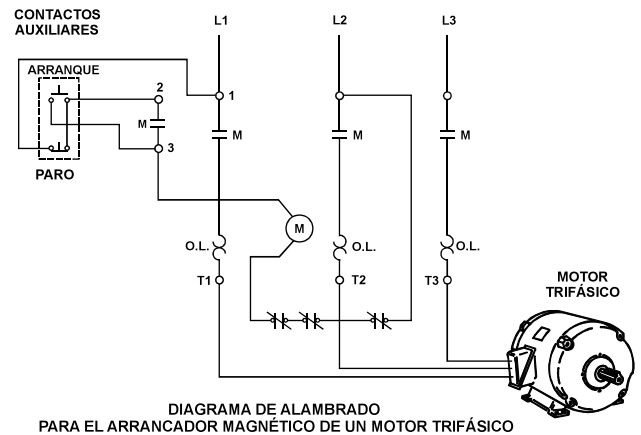 CONTACTOS
AUXILIARES
L1
L2
L3
ARRANQUE
2
1
M
M
M
M
3
PARO
M
O.L.
O.L.
O.L.
T1
T2
T3
MOTOR
TRIFÁSICO
DIAGRAMA DE ALAMBRADO
PARA EL ARRANCADOR MAGNÉTICO DE UN MOTOR TRIFÁSICO